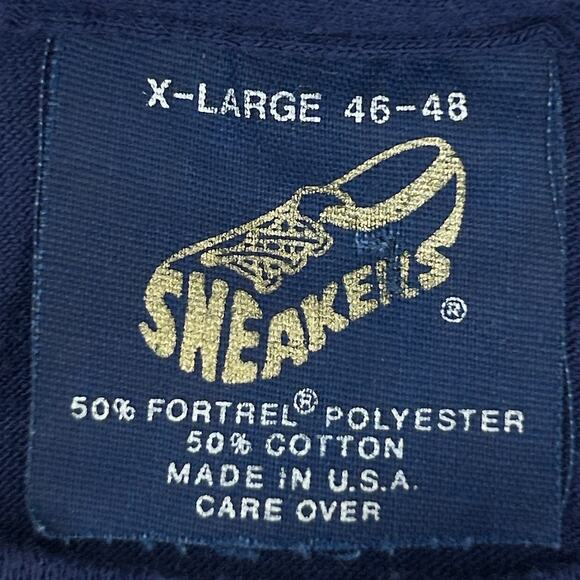 X-LARGE 46-48
SNEAKERS ®
50% FORTREL® POLYESTER
50% COTTON
MADE IN U.S.A.
CARE OVER